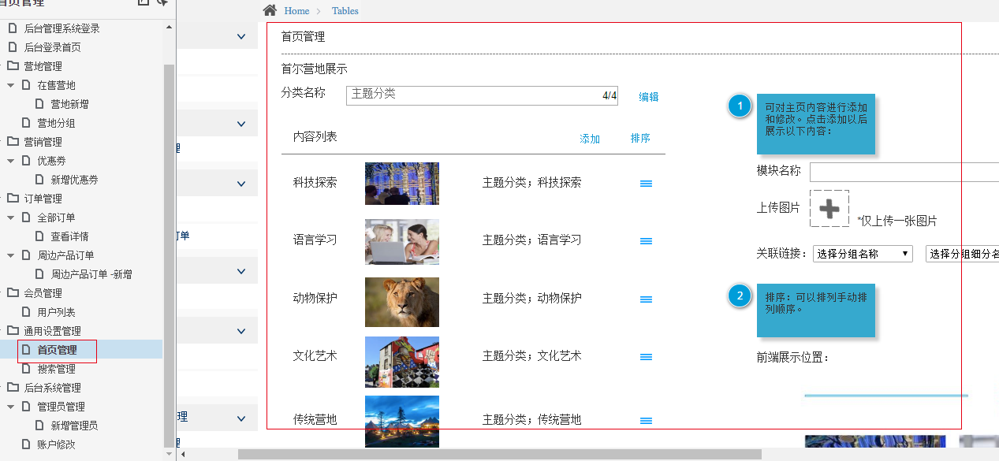 首页管理
后台管理系统登录
后台登录首页
营地管理
在售营地
营地新增
营地分组
营销管理
优惠券
新增优惠券
订单管理
全部订单
查看详情
周边产品订单
周边产品订单 -新增
会员管理
用户列表
通用设置管理
首页管理
搜索管理
后台系统管理
管理员管理
新增管理员
账户修改
理
订单
理
理
Home
Tables
首页管理
首尔营地展示
分类名称
主题分类
4/4
编辑
内容列表
添加
排序
科技探索
主题分类；科技探索
语言学习
主题分类；语言学习
动物保护
主题分类；动物保护
文化艺术
主题分类；文化艺术
传统营地
主题分类；传统营地
1
可对主页内容进行添加
和修改。点击添加以后
展示以下内容：
模块名称
上传图片
*仅上传一张图片
关联链接：
选择分组名称
选择分组细分名
2
排序：可以排列手动排
列顺序。
前端展示位置：